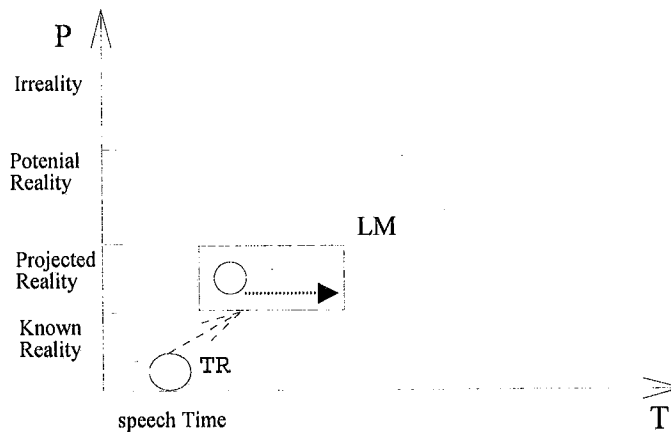 P
Irreality
Potenial
Reality
LM
Projected
Reality
Known
Reality
TR
speech Time
T